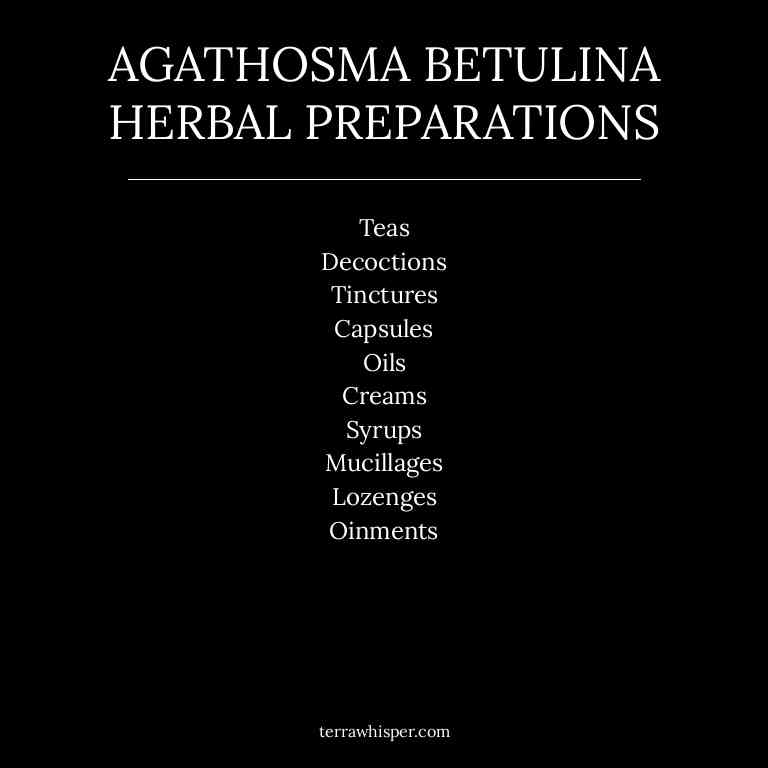 AGATHOSMA BETULINA
HERBAL PREPARATIONS
Teas
Decoctions
Tinctures
Capsules
Oils
Creams
Syrups
Mucillages
Lozenges
Oinments
terrawhisper.com